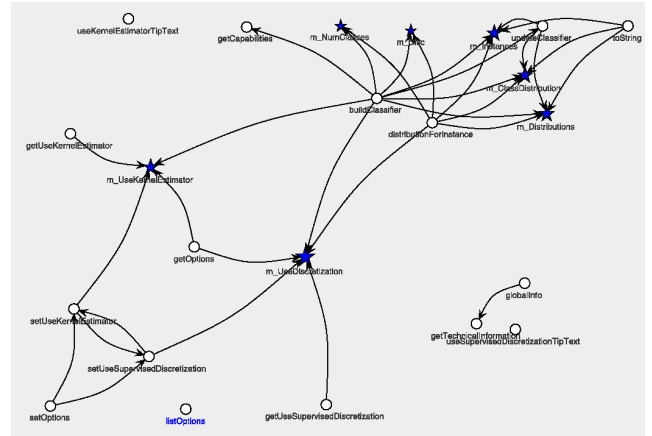 useKernelEstimatorTipText
getCapabilities
m_NumClasses
m_Disc
m_Instances
updateClassifier
toString
m_ClassDistribution
buildClassifier
m_Distributions
distributionForInstance
getUseKernelEstimator
m_UseKernelEstimator
getOptions
m_UseDiscretization
globalInfo
setUseKernelEstimator
getTechnicalInformation
useSupervisedDiscretizationTipText
setUseSupervisedDiscretization
setOptions
listOptions
getUseSupervisedDiscretization